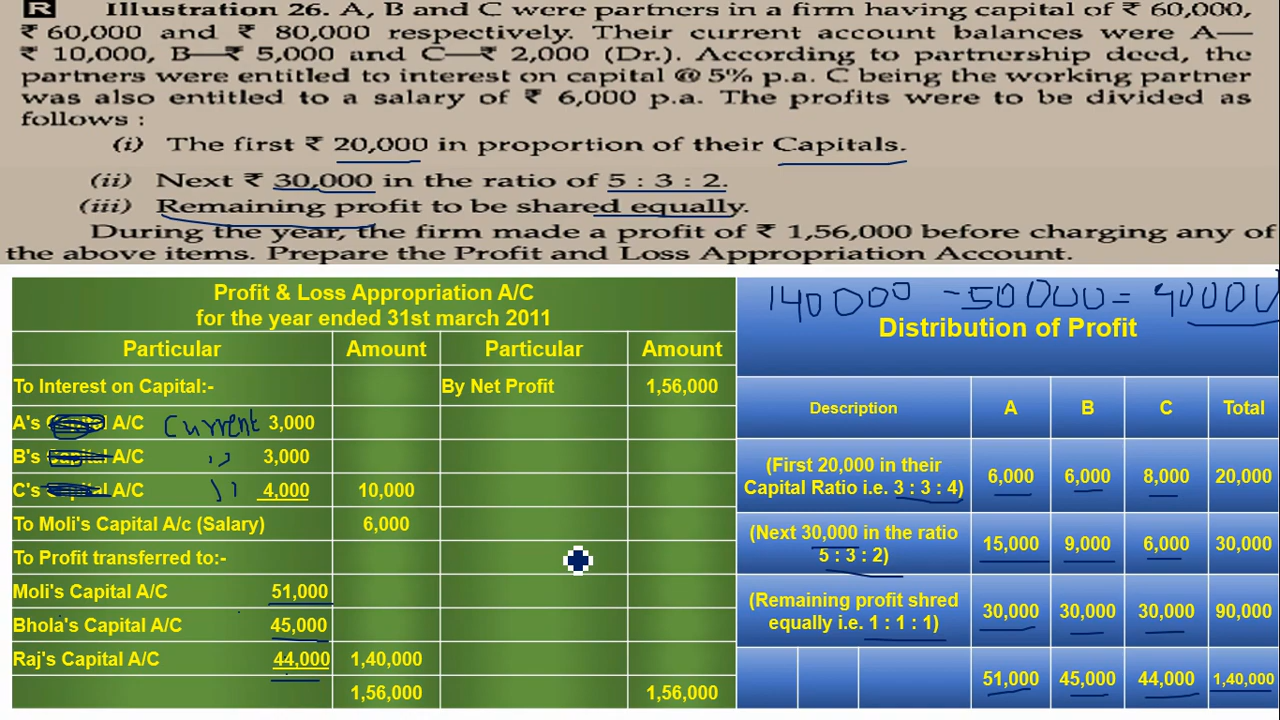 R Illustration 26. A, B and C were partners in a firm having capital of ₹ 60,000,
₹ 60,000 and ₹ 80,000 respectively. Their current account balances were A—
₹ 10,000, B—₹ 5,000 and C—₹ 2,000 (Dr.). According to partnership deed, the
partners were entitled to interest on capital @ 5% p.a. C being the working partner
was also entitled to a salary of ₹ 6,000 p.a. The profits were to be divided as
follows :
(i) The first ₹ 20,000 in proportion of their Capitals.
(ii) Next ₹ 30,000 in the ratio of 5 : 3 : 2.
(iii) Remaining profit to be shared equally.
During the year, the firm made a profit of ₹ 1,56,000 before charging any of
the above items. Prepare the Profit and Loss Appropriation Account.
Profit & Loss Appropriation A/C
for the year ended 31st march 2011
Particular Amount Particular Amount
To Interest on Capital:- By Net Profit 1,56,000
A's Capital A/C Current 3,000
B's Capital A/C ,, 3,000
C's Capital A/C ,, 4,000 10,000
To Moli's Capital A/c (Salary) 6,000
To Profit transferred to:-
Moli's Capital A/C 51,000
Bhola's Capital A/C 45,000
Raj's Capital A/C 44,000 1,40,000
1,56,000 1,56,000
140000 - 50000 = 90000
Distribution of Profit
Description A B C Total
(First 20,000 in their
Capital Ratio i.e. 3 : 3 : 4) 6,000 6,000 8,000 20,000
(Next 30,000 in the ratio
5 : 3 : 2) 15,000 9,000 6,000 30,000
(Remaining profit shred
equally i.e. 1 : 1 : 1) 30,000 30,000 30,000 90,000
51,000 45,000 44,000 1,40,000